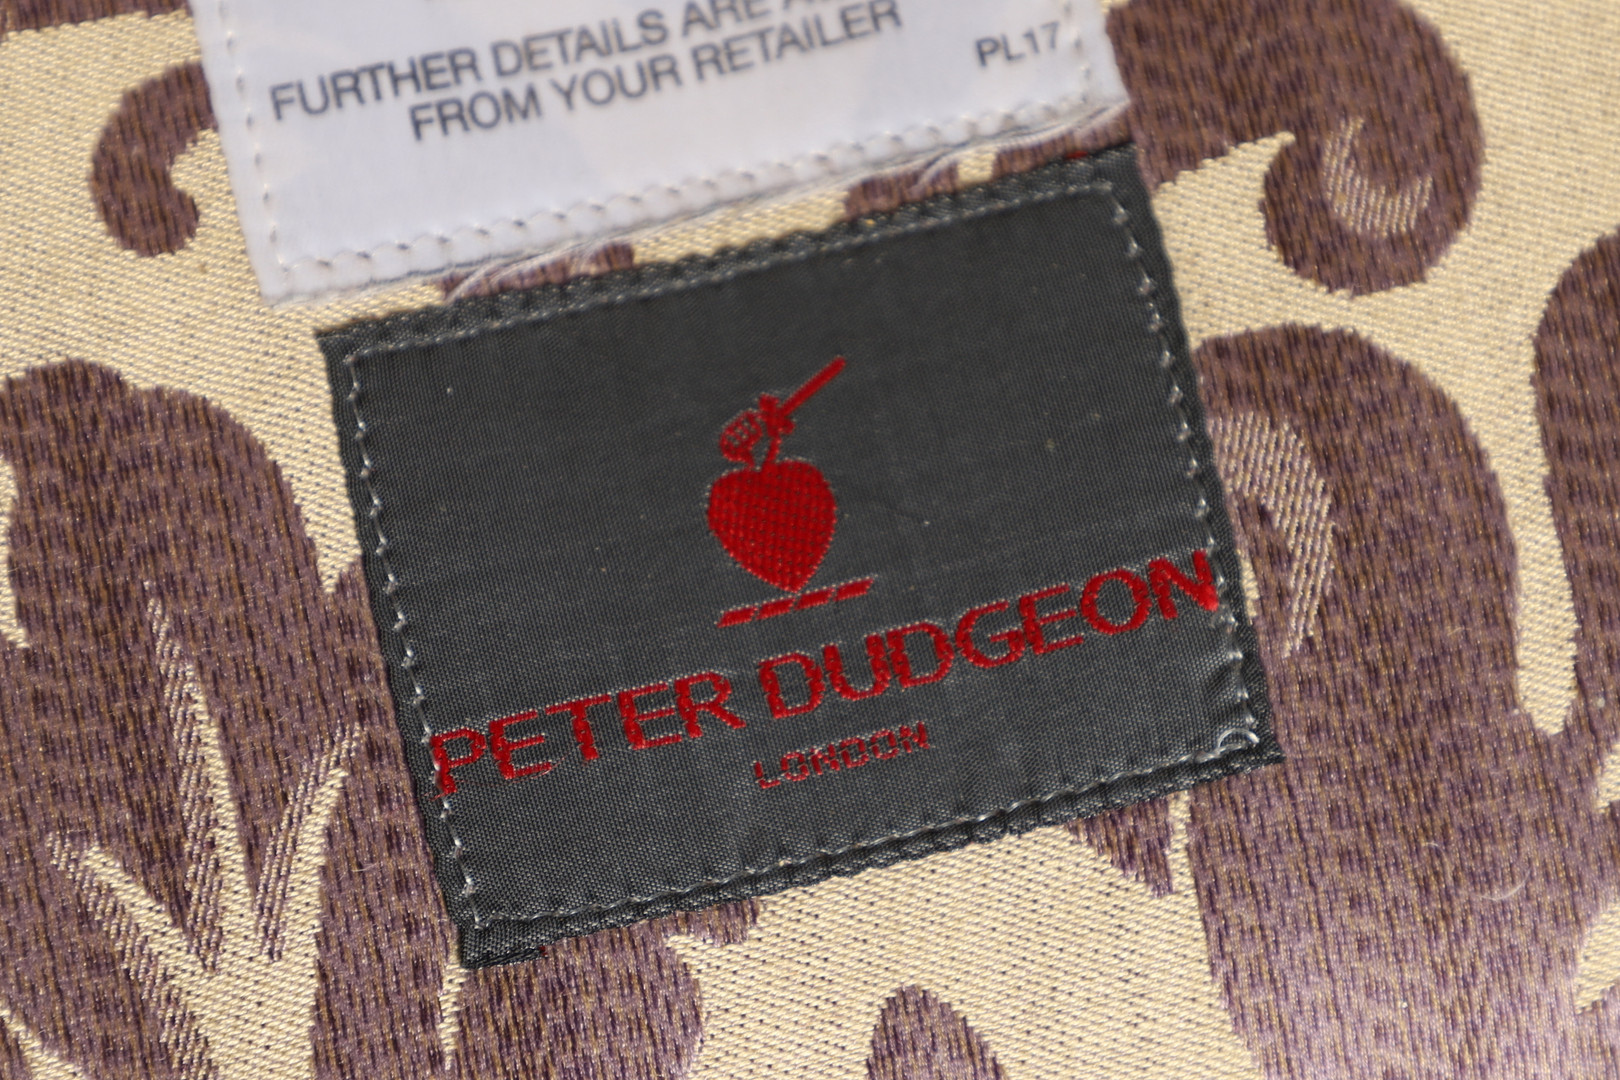 FURTHER DETAILS ARE
FROM YOUR RETAILER
PL17
PETER DUDGEON
LONDON